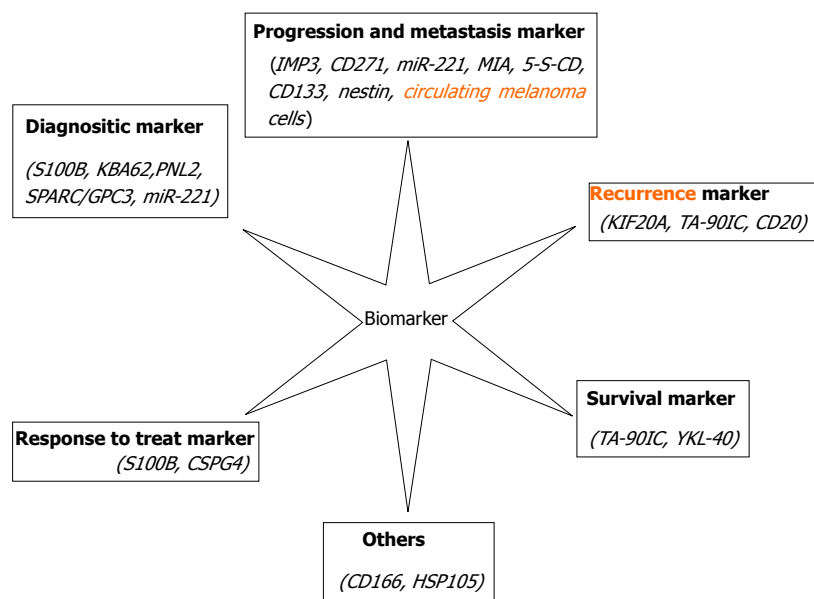 Progression and metastasis marker
(IMP3, CD271, miR-221, MIA, 5-S-CD,
CD133, nestin, circulating melanoma
cells)
Diagnositic marker
(S100B, KBA62,PNL2,
SPARC/GPC3, miR-221)
Recurrence marker
(KIF20A, TA-90IC, CD20)
Biomarker
Survival marker
(TA-90IC, YKL-40)
Response to treat marker
(S100B, CSPG4)
Others
(CD166, HSP105)